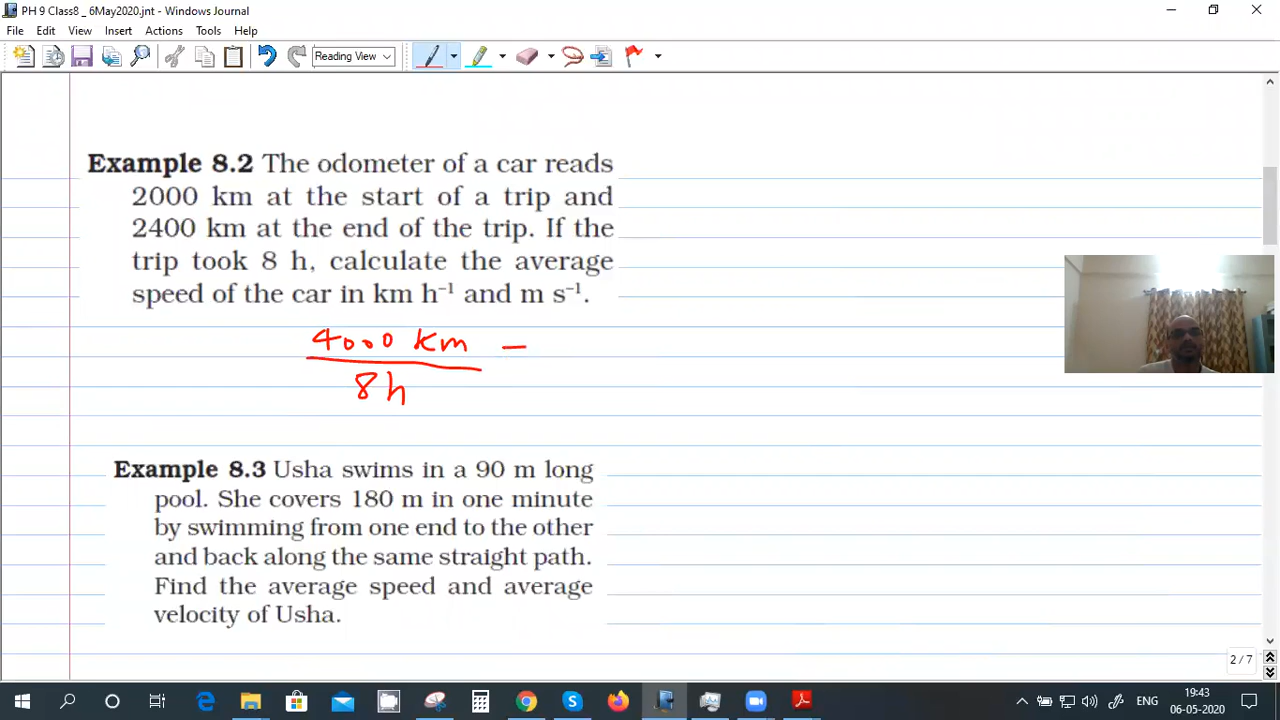 PH 9 Class8 _ 6May2020.jnt - Windows Journal
File Edit View Insert Actions Tools Help
Reading View
Example 8.2 The odometer of a car reads
2000 km at the start of a trip and
2400 km at the end of the trip. If the
trip took 8 h, calculate the average
speed of the car in km h⁻¹ and m s⁻¹.
4000 km –
8h
Example 8.3 Usha swims in a 90 m long
pool. She covers 180 m in one minute
by swimming from one end to the other
and back along the same straight path.
Find the average speed and average
velocity of Usha.
2 / 7
ENG
19:43
06-05-2020